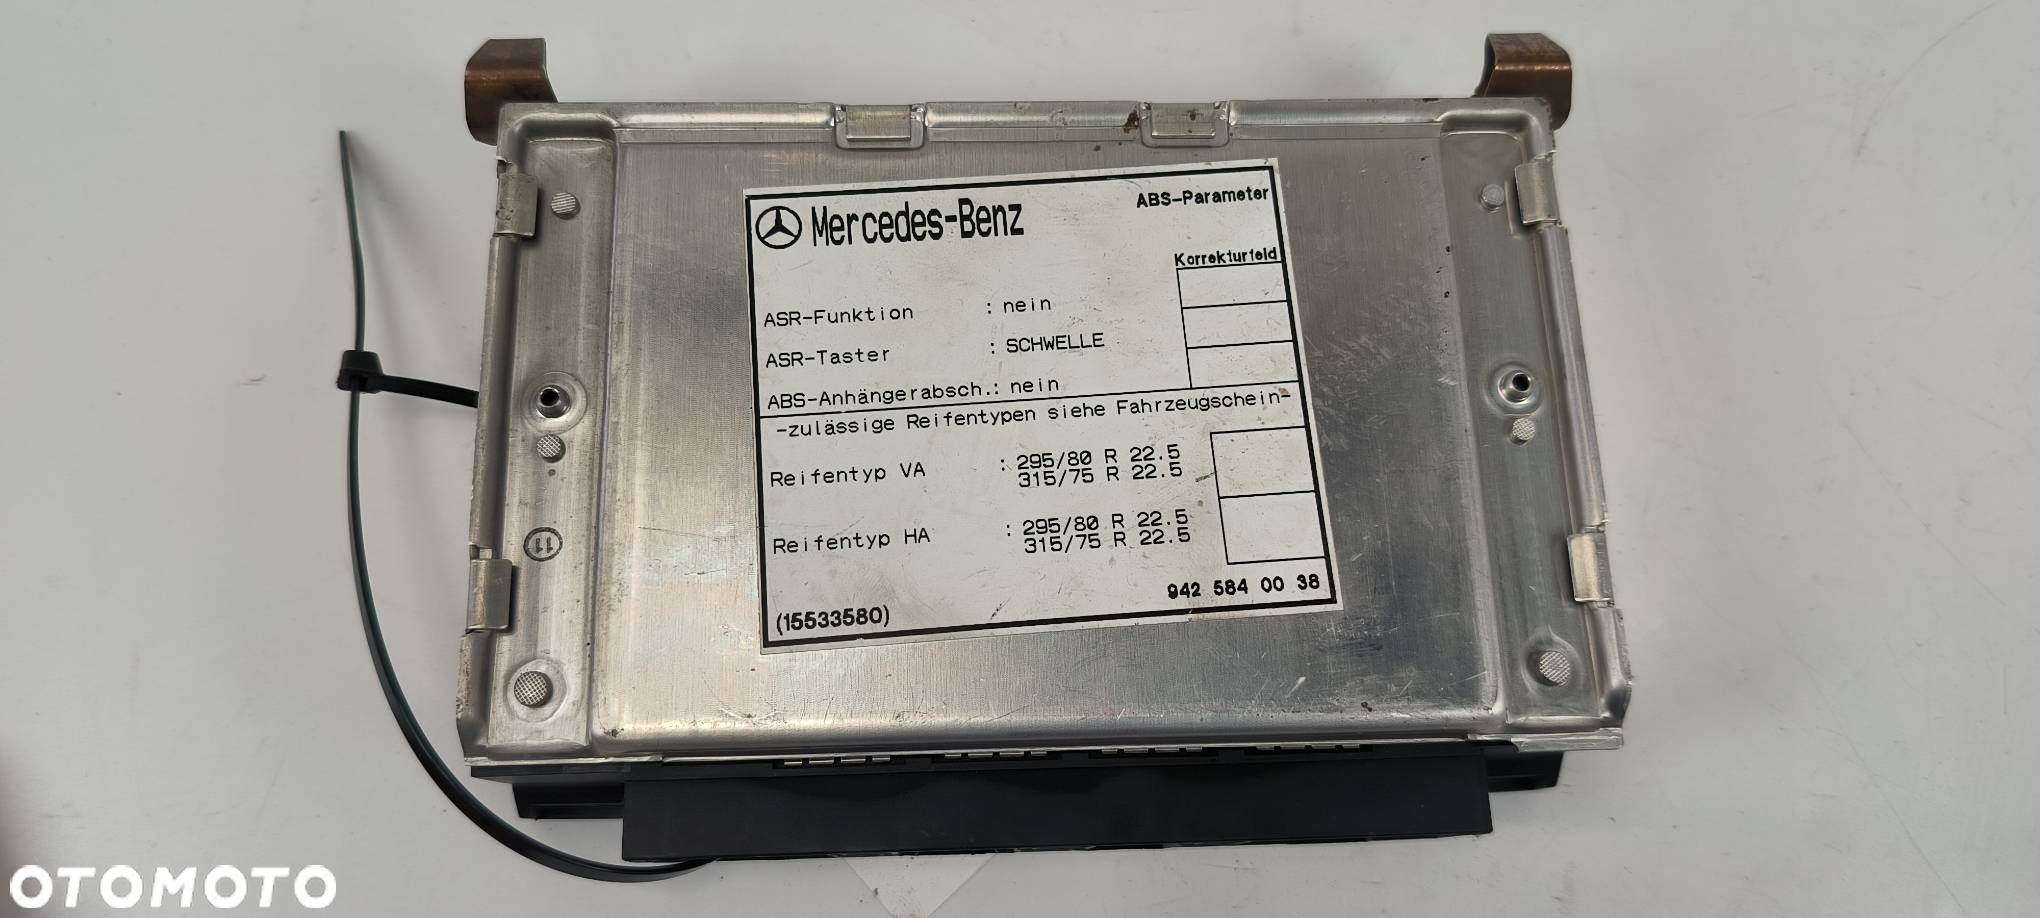 Mercedes-Benz
ABS-Parameter
Korrekturfeld
ASR-Funktion : nein
ASR-Taster : SCHWELLE
ABS-Anhängerabsch.: nein
-zulässige Reifentypen siehe Fahrzeugschein-
Reifentyp VA : 295/80 R 22.5
315/75 R 22.5
Reifentyp HA : 295/80 R 22.5
315/75 R 22.5
(15533580)
942 584 00 38
11
OTOMOTO